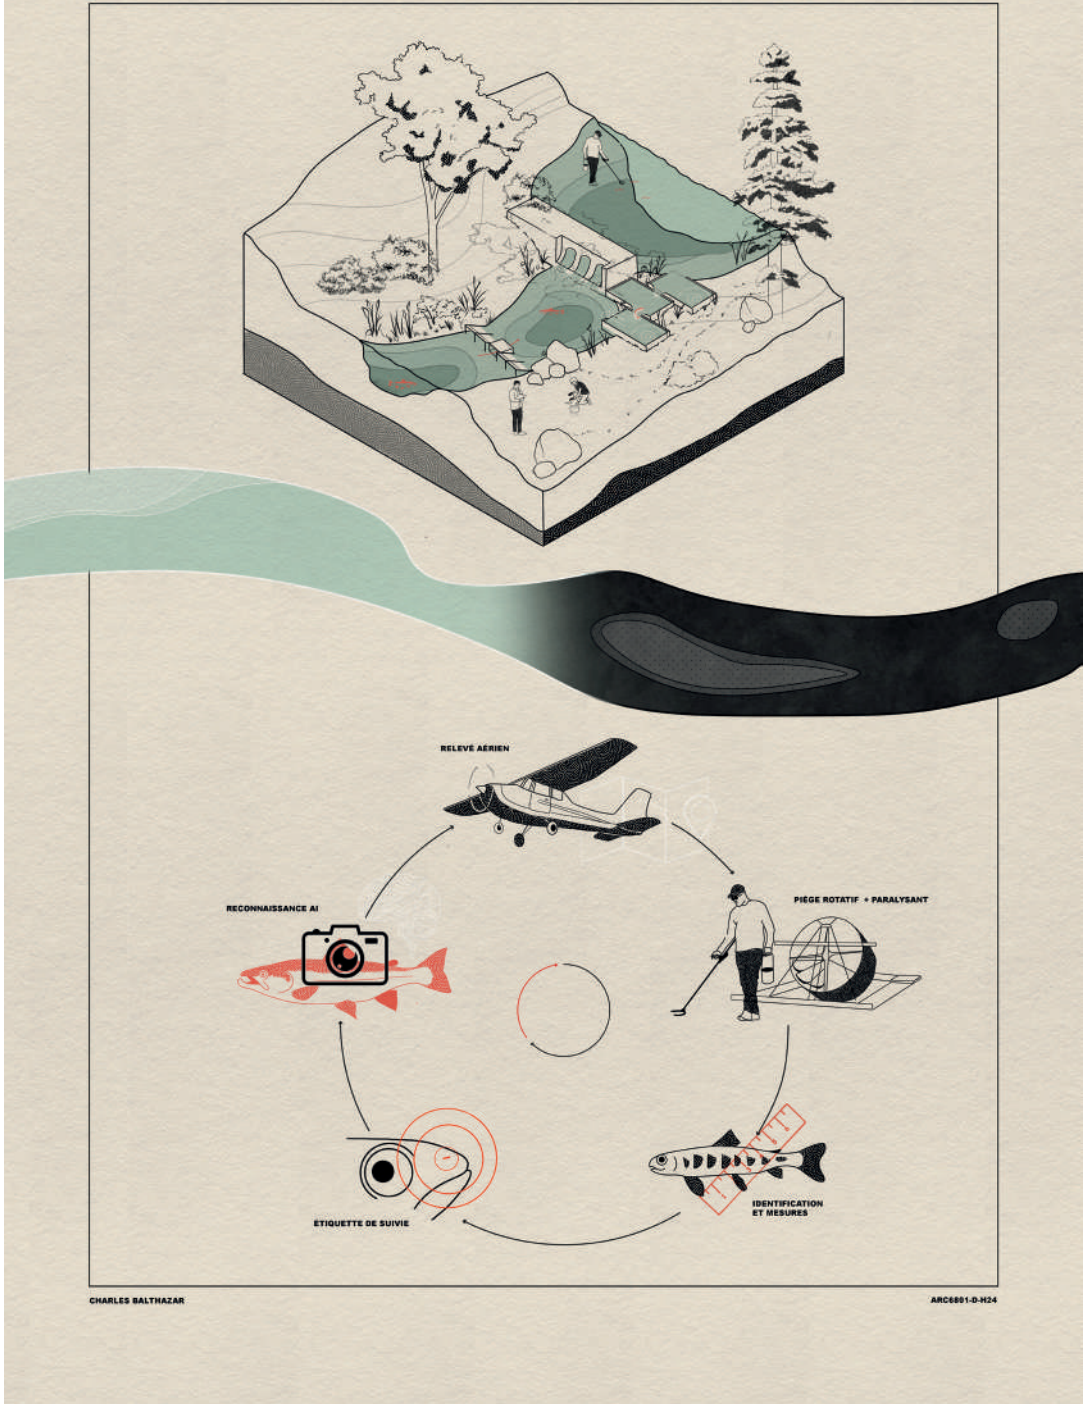 RELEVÉ AÉRIEN
RECONNAISSANCE AI
PIÈGE ROTATIF + PARALYSANT
IDENTIFICATION
ET MESURES
ÉTIQUETTE DE SUIVIE
CHARLES BALTHAZAR
ARC6801-D-H24